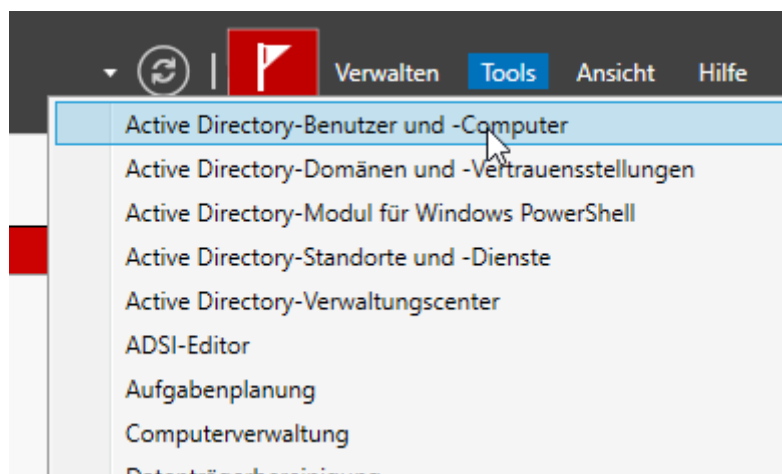 Verwalten Tools Ansicht Hilfe
Active Directory-Benutzer und -Computer
Active Directory-Domänen und -Vertrauensstellungen
Active Directory-Modul für Windows PowerShell
Active Directory-Standorte und -Dienste
Active Directory-Verwaltungscenter
ADSI-Editor
Aufgabenplanung
Computerverwaltung